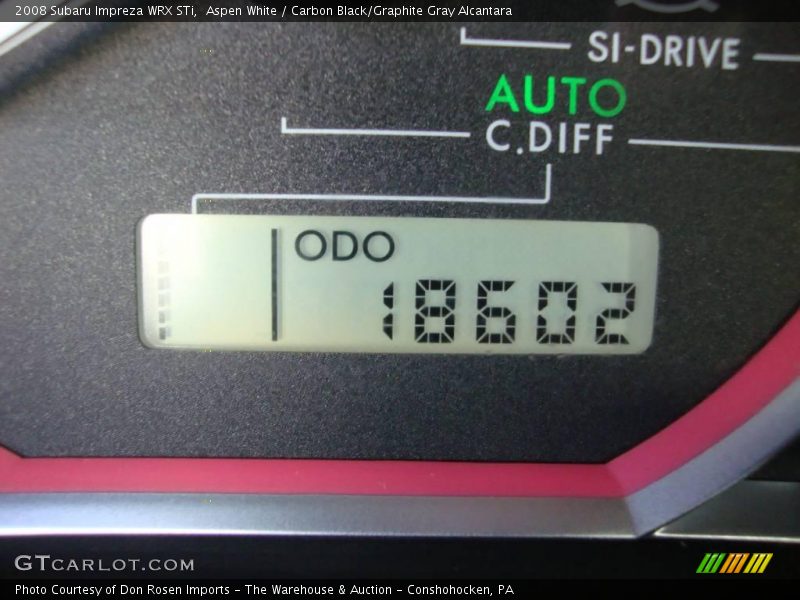 2008 Subaru Impreza WRX STi, Aspen White / Carbon Black/Graphite Gray Alcantara
SI-DRIVE
AUTO
C.DIFF
ODO
18602
GTCARLOT.COM
Photo Courtesy of Don Rosen Imports - The Warehouse & Auction - Conshohocken, PA